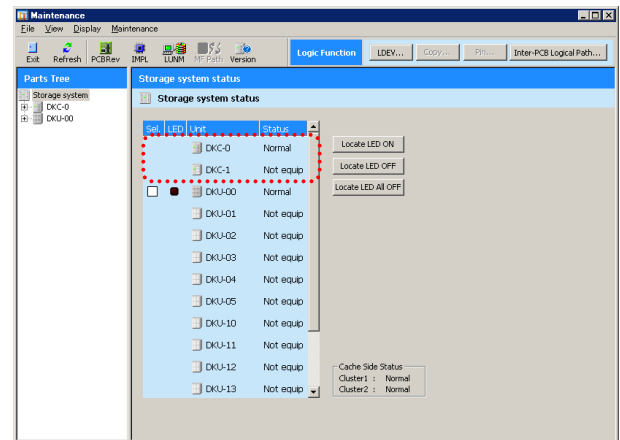 Maintenance
File View Display Maintenance
Exit Refresh PCBRev IMPL LUNM MF Path Version Logic Function LDEV... Copy... Pin... Inter-PCB Logical Path...
Parts Tree
Storage system
DKC-0
DKU-00
Storage system status
Storage system status
Sel. LED Unit Status
DKC-0 Normal
DKC-1 Not equip
DKU-00 Normal
DKU-01 Not equip
DKU-02 Not equip
DKU-03 Not equip
DKU-04 Not equip
DKU-05 Not equip
DKU-10 Not equip
DKU-11 Not equip
DKU-12 Not equip
DKU-13 Not equip
Locate LED ON
Locate LED OFF
Locate LED All OFF
Cache Side Status
Cluster1 : Normal
Cluster2 : Normal